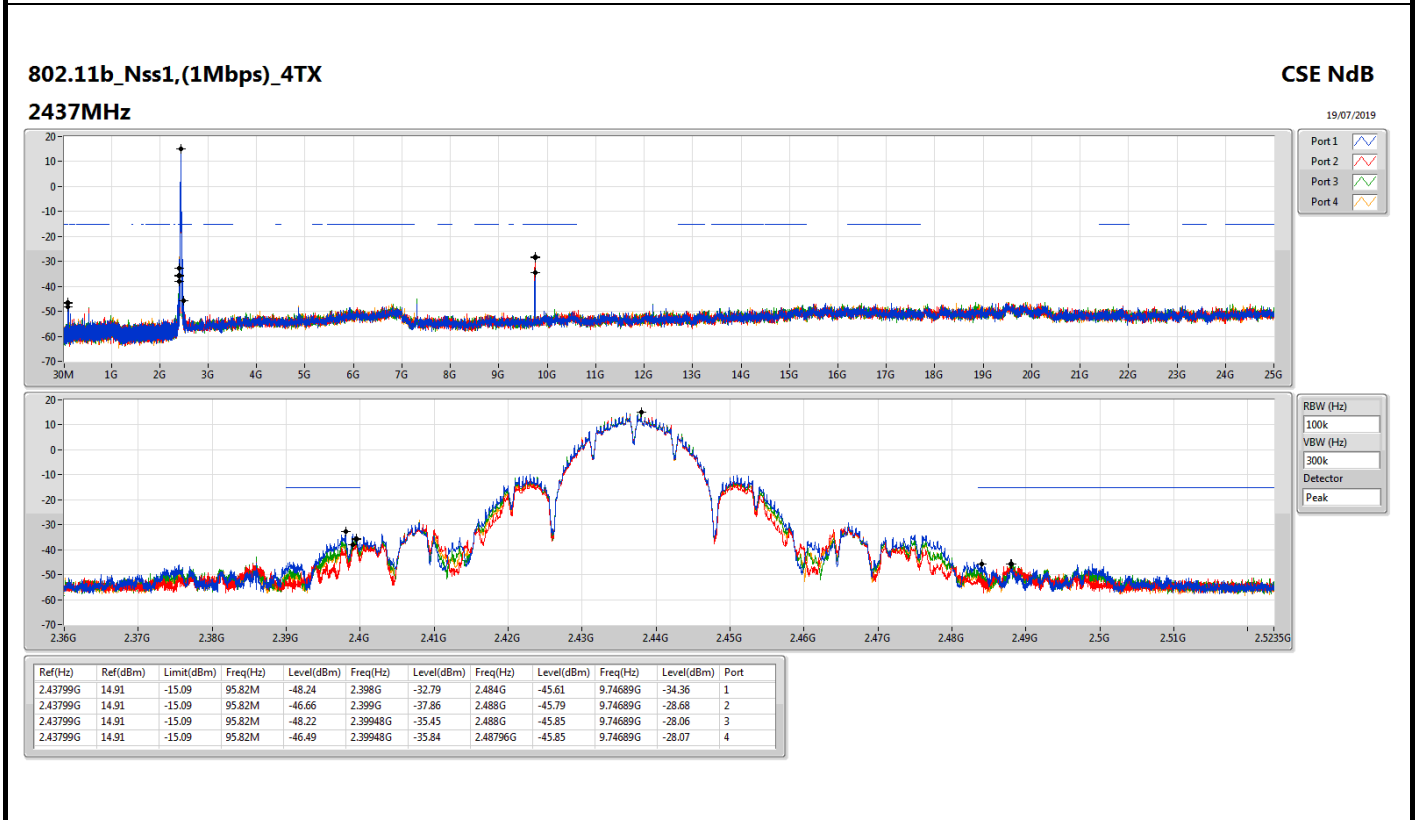 802.11b_Nss1,(1Mbps)_4TX
CSE NdB
2437MHz
19/07/2019
20
10
0
-10
-20
-30
-40
-50
-60
-70
30M 1G 2G 3G 4G 5G 6G 7G 8G 9G 10G 11G 12G 13G 14G 15G 16G 17G 18G 19G 20G 21G 22G 23G 24G 25G
Port 1
Port 2
Port 3
Port 4
20
10
0
-10
-20
-30
-40
-50
-60
-70
2.36G 2.37G 2.38G 2.39G 2.4G 2.41G 2.42G 2.43G 2.44G 2.45G 2.46G 2.47G 2.48G 2.49G 2.5G 2.51G 2.5235G
RBW (Hz)
100k
VBW (Hz)
300k
Detector
Peak
Ref(Hz) Ref(dBm) Limit(dBm) Freq(Hz) Level(dBm) Freq(Hz) Level(dBm) Freq(Hz) Level(dBm) Freq(Hz) Level(dBm) Port
2.43799G 14.91 -15.09 95.82M -48.24 2.398G -32.79 2.484G -45.61 9.74689G -34.36 1
2.43799G 14.91 -15.09 95.82M -46.66 2.399G -37.86 2.488G -45.79 9.74689G -28.68 2
2.43799G 14.91 -15.09 95.82M -48.22 2.39948G -35.45 2.488G -45.85 9.74689G -28.06 3
2.43799G 14.91 -15.09 95.82M -46.49 2.39948G -35.84 2.48796G -45.85 9.74689G -28.07 4